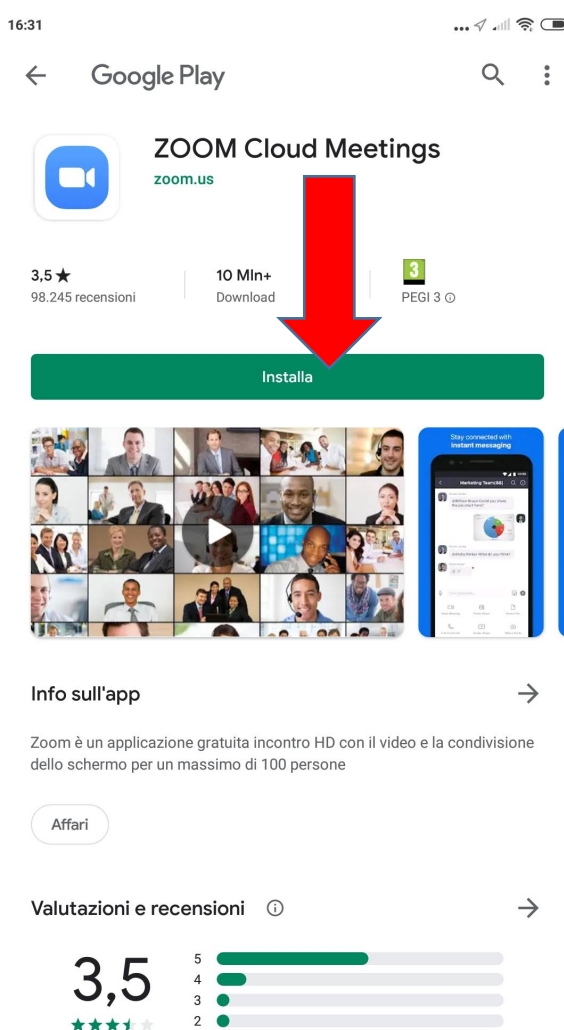 16:31
Google Play
ZOOM Cloud Meetings
zoom.us
3,5 ★
98.245 recensioni
10 Mln+
Download
3
PEGI 3
Installa
Stay connected with
instant messaging
Marketing Team(88)
Info sull'app
Zoom è un applicazione gratuita incontro HD con il video e la condivisione
dello schermo per un massimo di 100 persone
Affari
Valutazioni e recensioni
3,5
5
4
3
2